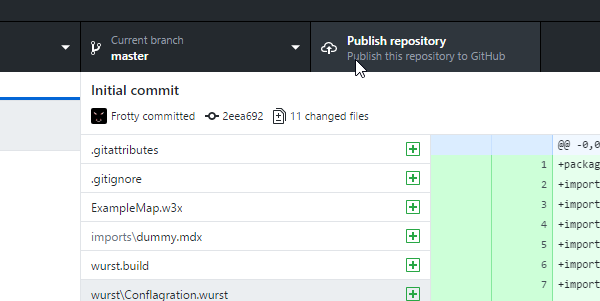 Current branch
master
Publish repository
Publish this repository to GitHub
Initial commit
Frotty committed 2eea692 11 changed files
.gitattributes
.gitignore
ExampleMap.w3x
imports\dummy.mdx
wurst.build
wurst\Conflagration.wurst
@@ -0,0
1 +packag
2 +import
3 +import
4 +import
5 +import
6 +import
7 +import